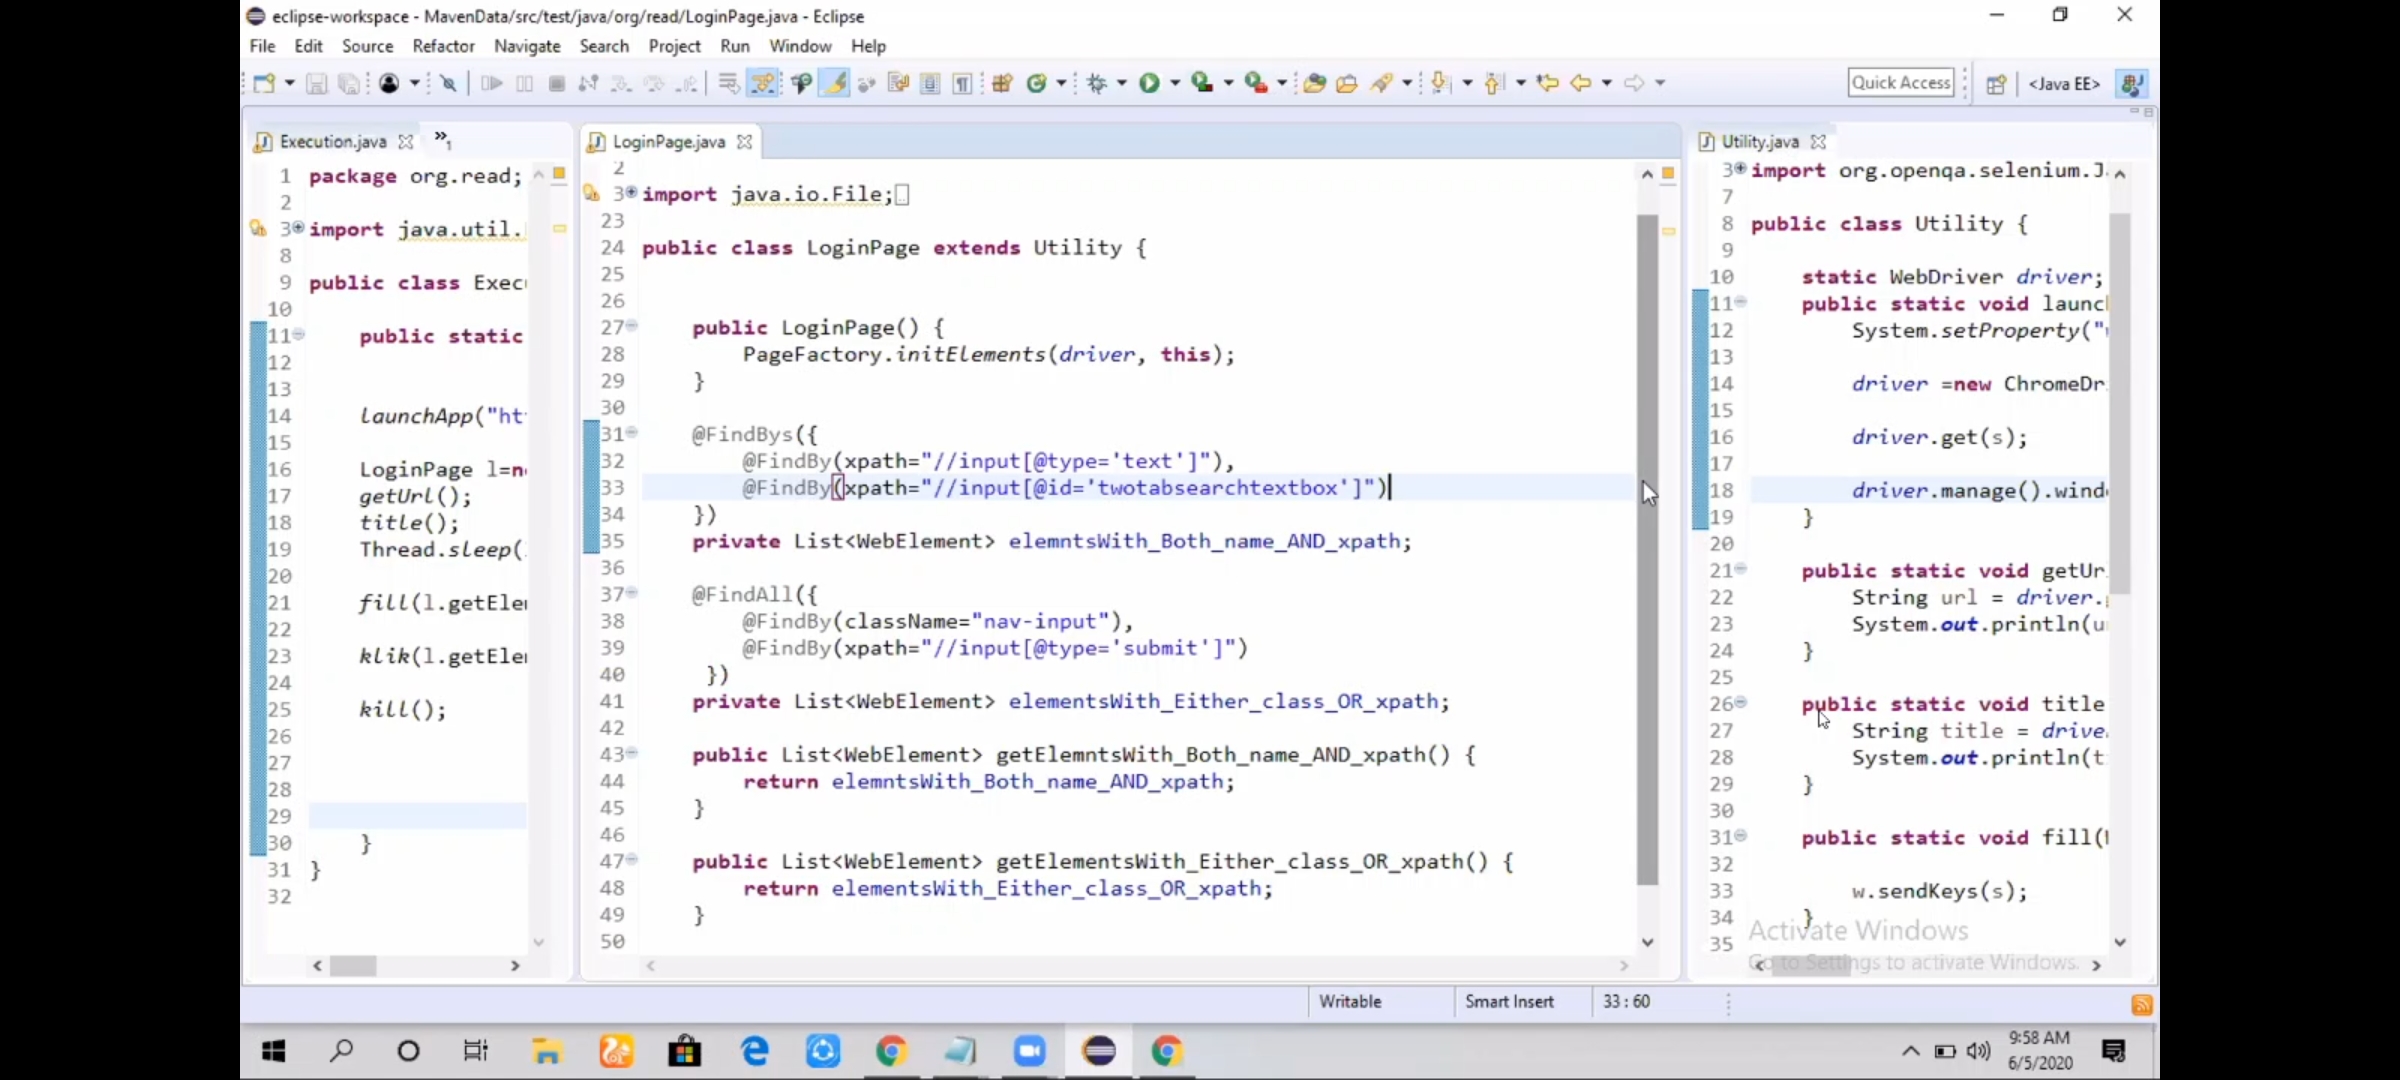 eclipse-workspace - MavenData/src/test/java/org/read/LoginPage.java - Eclipse
File Edit Source Refactor Navigate Search Project Run Window Help
Quick Access
<Java EE>
Execution.java
»1
1 package org.read;
2
3 import java.util.
8
9 public class Exec
10
11 public static
12
13
14 launchApp("ht
15
16 LoginPage l=n
17 getUrl();
18 title();
19 Thread.sleep(
20
21 fill(l.getEle
22
23 klik(l.getEle
24
25 kill();
26
27
28
29
30 }
31 }
32
LoginPage.java
2
3 import java.io.File;
23
24 public class LoginPage extends Utility {
25
26
27 public LoginPage() {
28 PageFactory.initElements(driver, this);
29 }
30
31 @FindBys({
32 @FindBy(xpath="//input[@type='text']"),
33 @FindBy(xpath="//input[@id='twotabsearchtextbox']")
34 })
35 private List<WebElement> elemntsWith_Both_name_AND_xpath;
36
37 @FindAll({
38 @FindBy(className="nav-input"),
39 @FindBy(xpath="//input[@type='submit']")
40 })
41 private List<WebElement> elementsWith_Either_class_OR_xpath;
42
43 public List<WebElement> getElemntsWith_Both_name_AND_xpath() {
44 return elemntsWith_Both_name_AND_xpath;
45 }
46
47 public List<WebElement> getElementsWith_Either_class_OR_xpath() {
48 return elementsWith_Either_class_OR_xpath;
49 }
50
Utility.java
3 import org.openqa.selenium.J
7
8 public class Utility {
9
10 static WebDriver driver;
11 public static void launc
12 System.setProperty("
13
14 driver =new ChromeDr
15
16 driver.get(s);
17
18 driver.manage().wind
19 }
20
21 public static void getUr
22 String url = driver.
23 System.out.println(u
24 }
25
26 public static void title
27 String title = drive
28 System.out.println(t
29 }
30
31 public static void fill(
32
33 w.sendKeys(s);
34 }
35
Activate Windows
Go to Settings to activate Windows.
Writable
Smart Insert
33 : 60
9:58 AM
6/5/2020